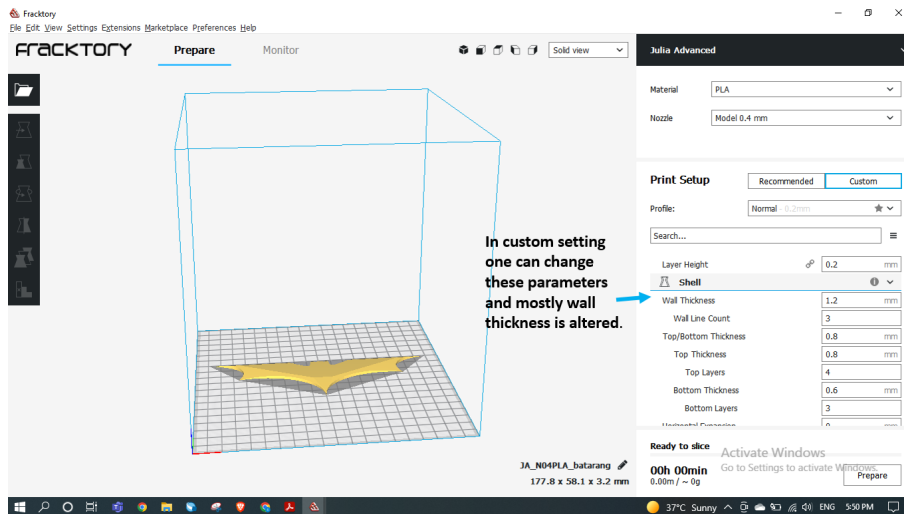 Fracktory
File Edit View Settings Extensions Marketplace Preferences Help
FRACKTORY
Prepare
Monitor
Solid view
Julia Advanced
Material
PLA
Nozzle
Model 0.4 mm
Print Setup
Recommended
Custom
Profile:
Normal - 0.2mm
Search...
Layer Height
0.2 mm
Shell
Wall Thickness
1.2 mm
Wall Line Count
3
Top/Bottom Thickness
0.8 mm
Top Thickness
0.8 mm
Top Layers
4
Bottom Thickness
0.6 mm
Bottom Layers
3
Horizontal Expansion
0 mm
In custom setting
one can change
these parameters
and mostly wall
thickness is altered.
JA_N04PLA_batarang
177.8 x 58.1 x 3.2 mm
Ready to slice
00h 00min
0.00m / ~ 0g
Prepare
Activate Windows
Go to Settings to activate Windows.
37°C Sunny
ENG
5:50 PM